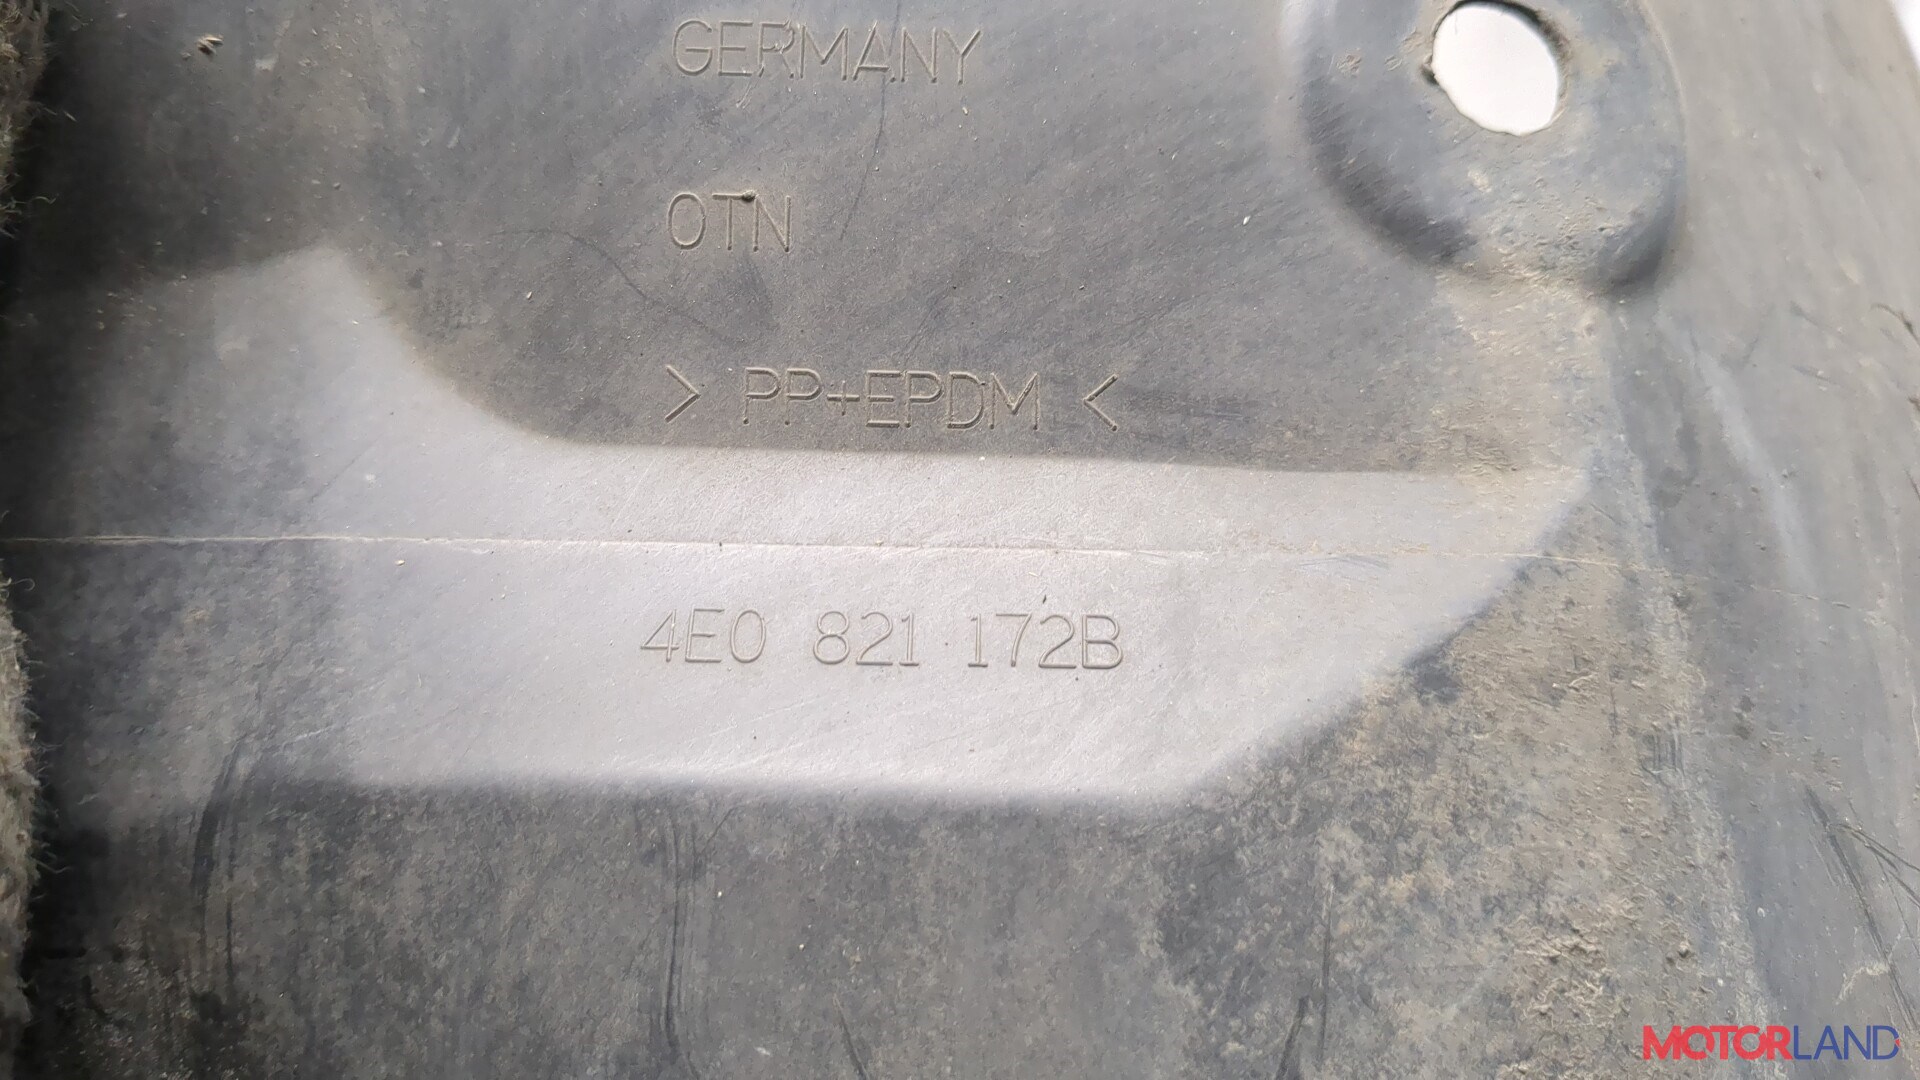 GERMANY
OTN
> PP+EPDM <
4E0 821 172B
MOTORLAND